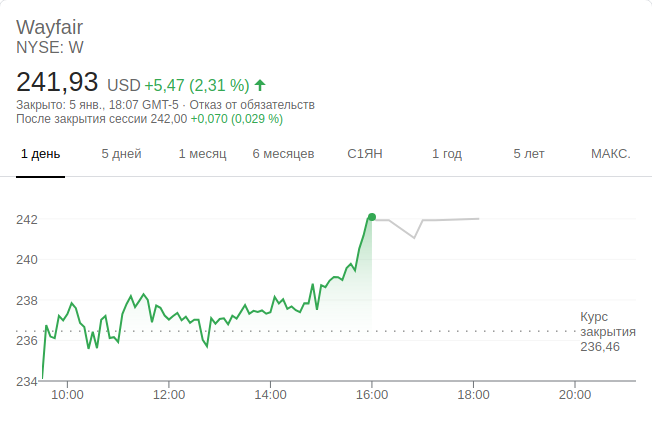 Wayfair
NYSE: W
241,93 USD +5,47 (2,31 %)
Закрыто: 5 янв., 18:07 GMT-5 · Отказ от обязательств
После закрытия сессии 242,00 +0,070 (0,029 %)
1 день 5 дней 1 месяц 6 месяцев С1ЯН 1 год 5 лет МАКС.
242
240
238
Курс
закрытия
236,46
236
234
10:00 12:00 14:00 16:00 18:00 20:00